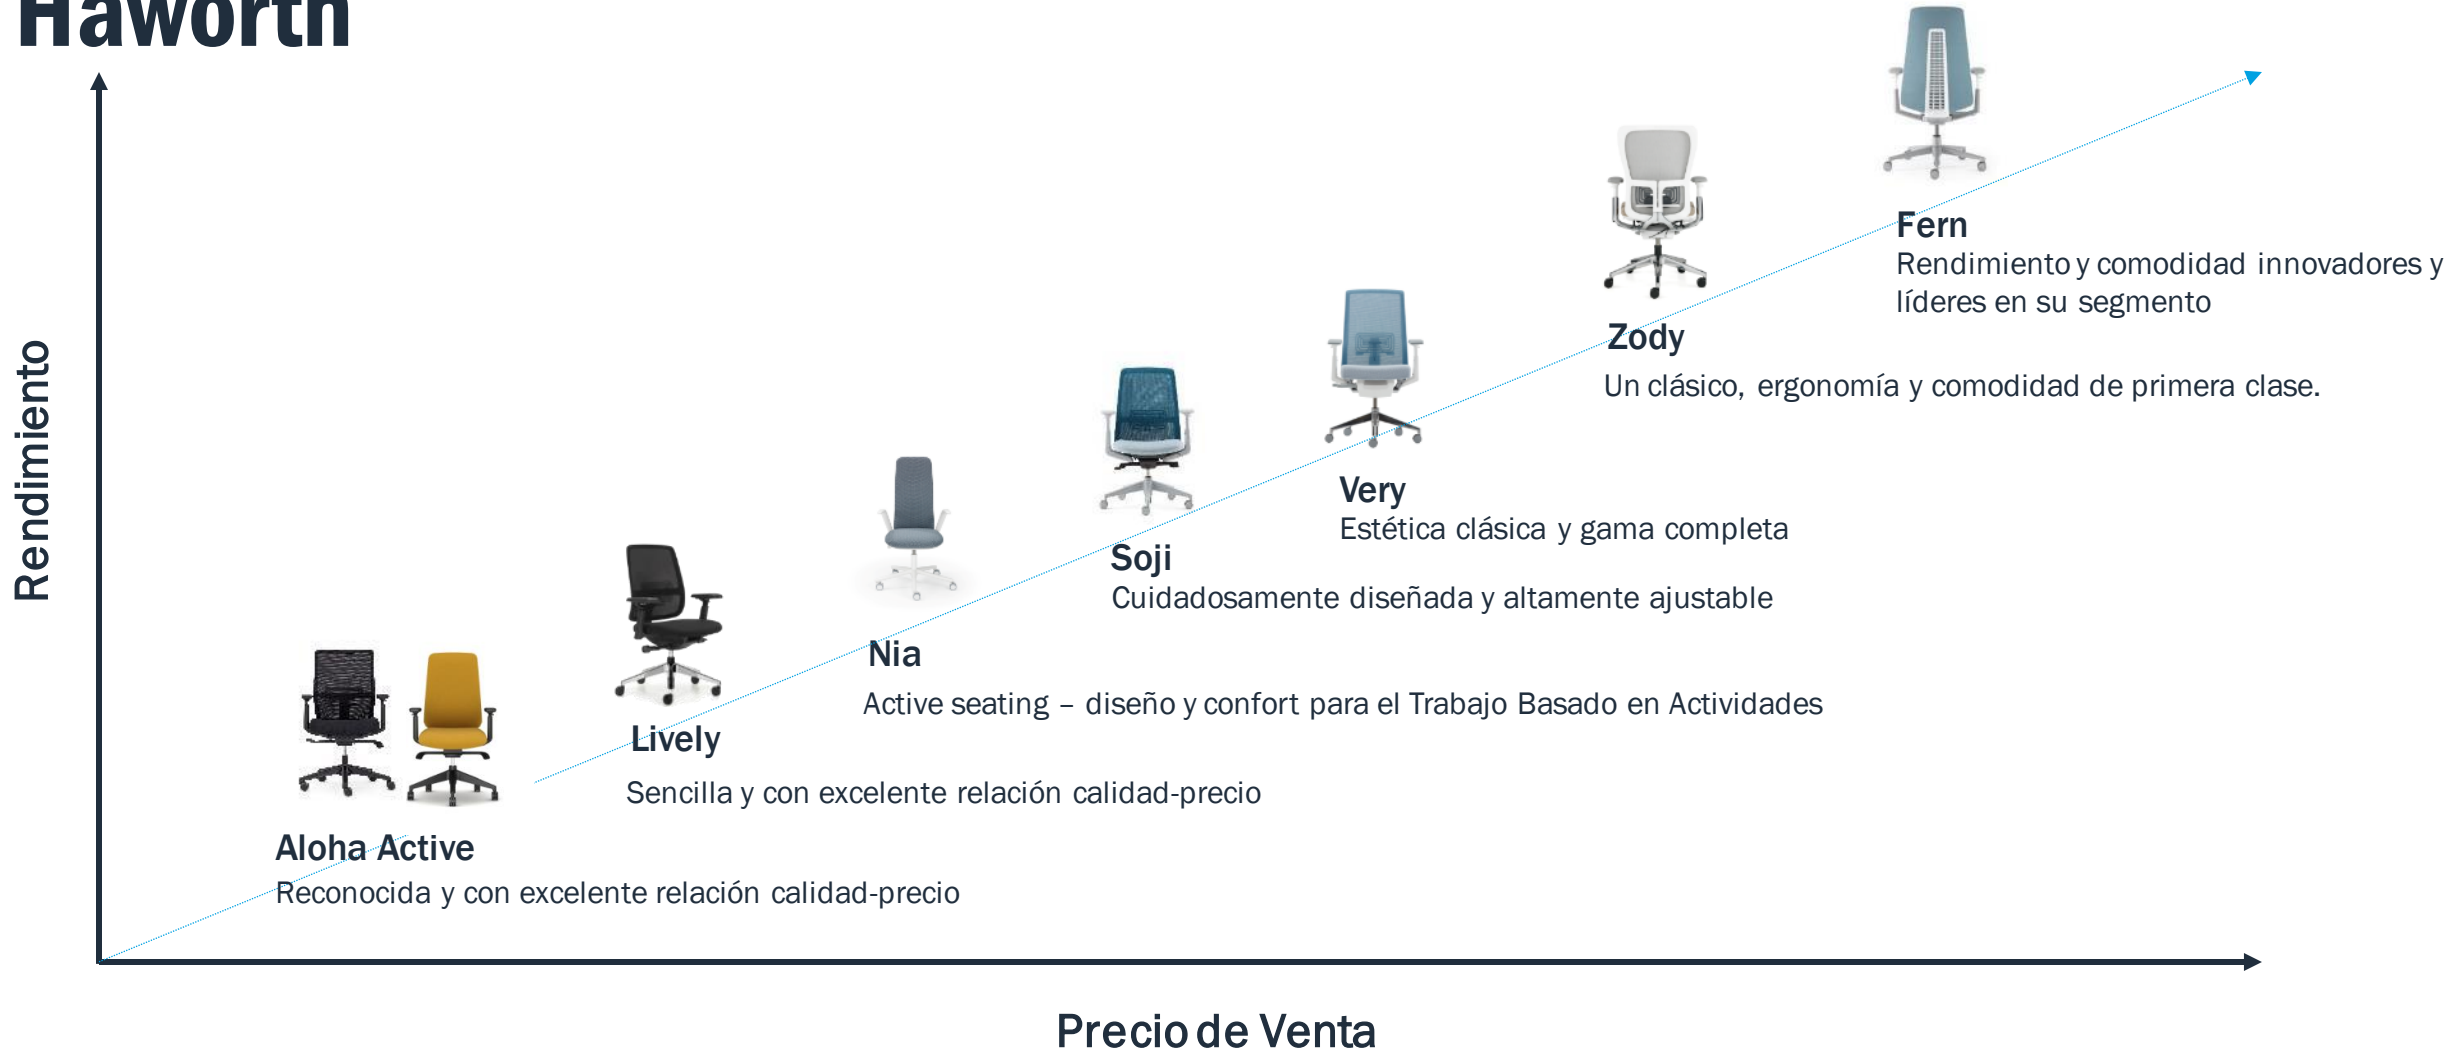 Haworth
Rendimiento
Fern
Rendimiento y comodidad innovadores y
líderes en su segmento
Zody
Un clásico, ergonomía y comodidad de primera clase.
Very
Estética clásica y gama completa
Soji
Cuidadosamente diseñada y altamente ajustable
Nia
Active seating – diseño y confort para el Trabajo Basado en Actividades
Lively
Sencilla y con excelente relación calidad-precio
Aloha Active
Reconocida y con excelente relación calidad-precio
Precio de Venta